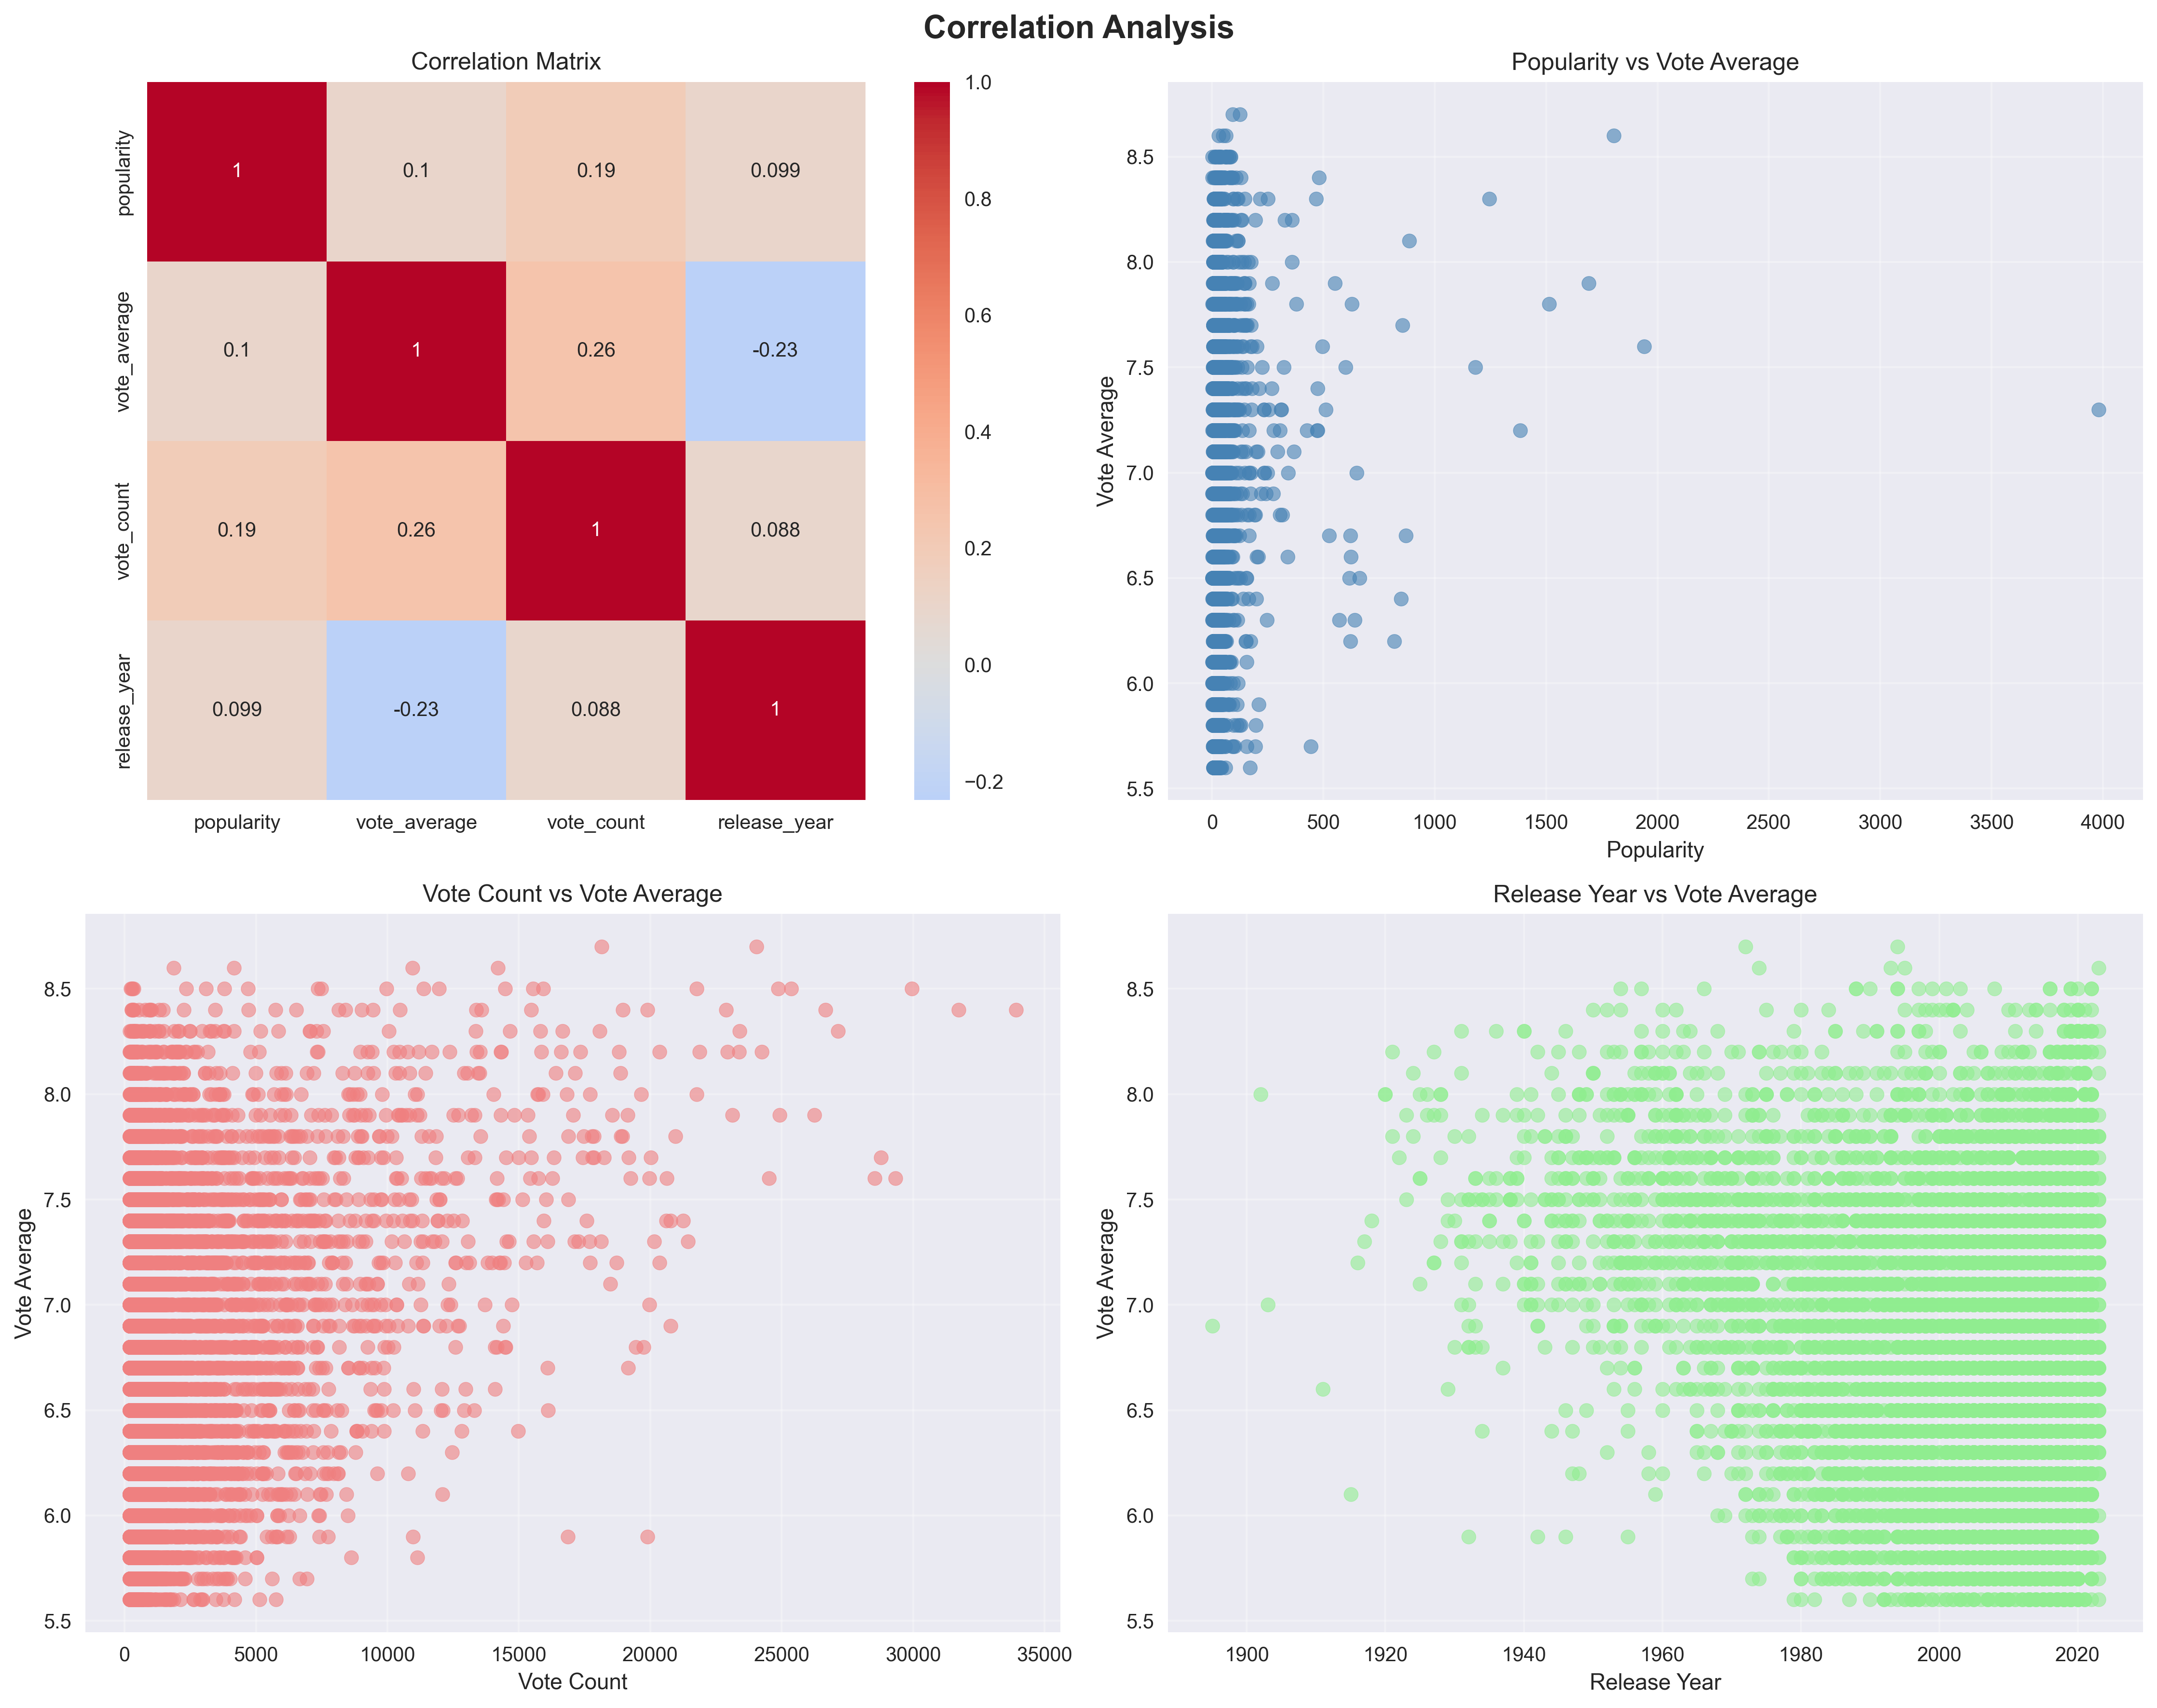 Correlation Analysis
Correlation Matrix
popularity
vote_average
vote_count
release_year
1 0.1 0.19 0.099
0.1 1 0.26 -0.23
0.19 0.26 1 0.088
0.099 -0.23 0.088 1
popularity vote_average vote_count release_year
1.0
0.8
0.6
0.4
0.2
0.0
−0.2
Popularity vs Vote Average
Vote Average
8.5
8.0
7.5
7.0
6.5
6.0
5.5
0 500 1000 1500 2000 2500 3000 3500 4000
Popularity
Vote Count vs Vote Average
Vote Average
8.5
8.0
7.5
7.0
6.5
6.0
5.5
0 5000 10000 15000 20000 25000 30000 35000
Vote Count
Release Year vs Vote Average
Vote Average
8.5
8.0
7.5
7.0
6.5
6.0
5.5
1900 1920 1940 1960 1980 2000 2020
Release Year